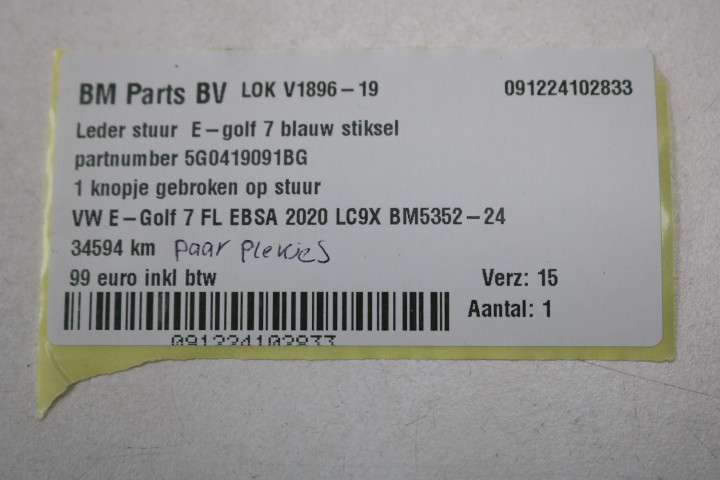 BM Parts BV LOK V1896-19 091224102833
Leder stuur E-golf 7 blauw stiksel
partnumber 5G0419091BG
1 knopje gebroken op stuur
VW E-Golf 7 FL EBSA 2020 LC9X BM5352-24
34594 km paar plekjes
99 euro inkl btw Verz: 15
Aantal: 1
091224102833